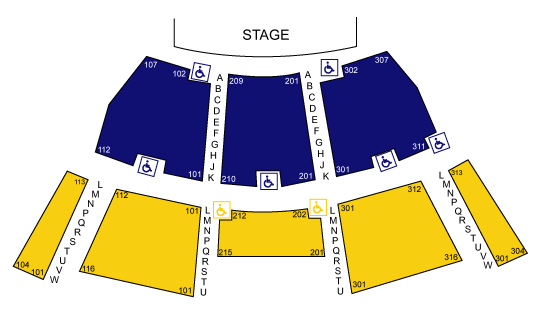 STAGE
107
102
209
201
302
307
A
B
C
D
E
F
G
H
J
K
A
B
C
D
E
F
G
H
J
K
112
101
210
201
301
311
113
112
101
212
202
301
312
313
L
M
N
P
Q
R
S
T
U
V
W
L
M
N
P
Q
R
S
T
U
L
M
N
P
Q
R
S
T
U
L
M
N
P
Q
R
S
T
U
V
W
104
101
116
101
215
201
301
316
301
304